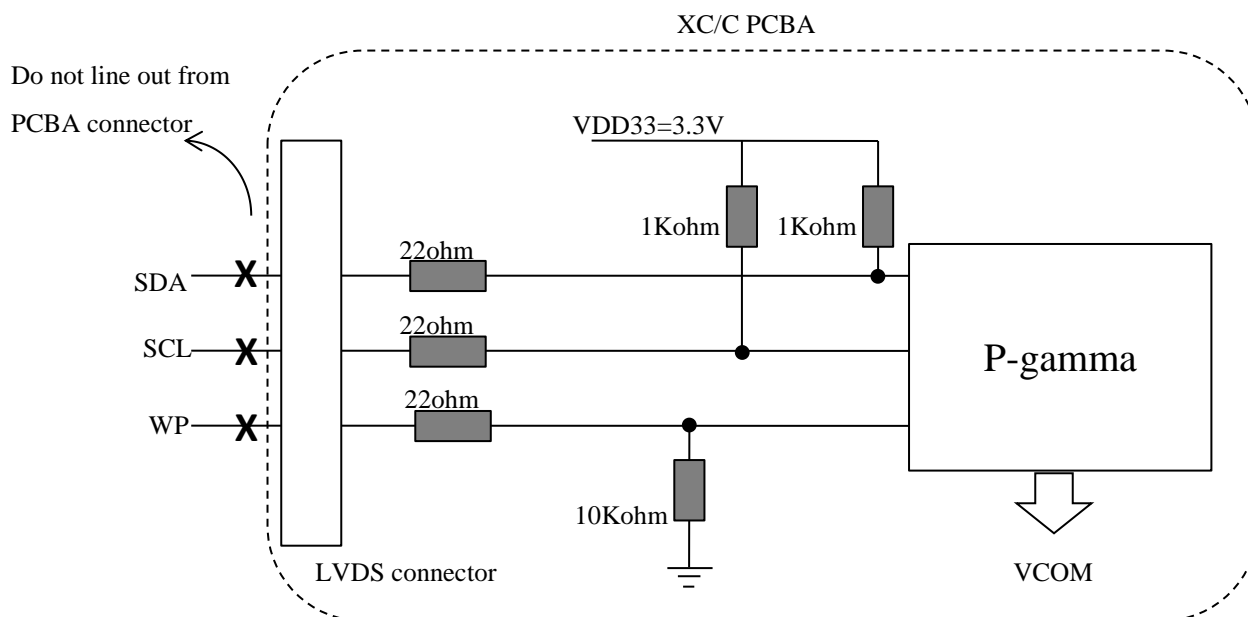 XC/C PCBA
Do not line out from
PCBA connector
VDD33=3.3V
1Kohm
1Kohm
22ohm
SDA
X
22ohm
SCL
X
P-gamma
22ohm
WP
X
10Kohm
LVDS connector
VCOM